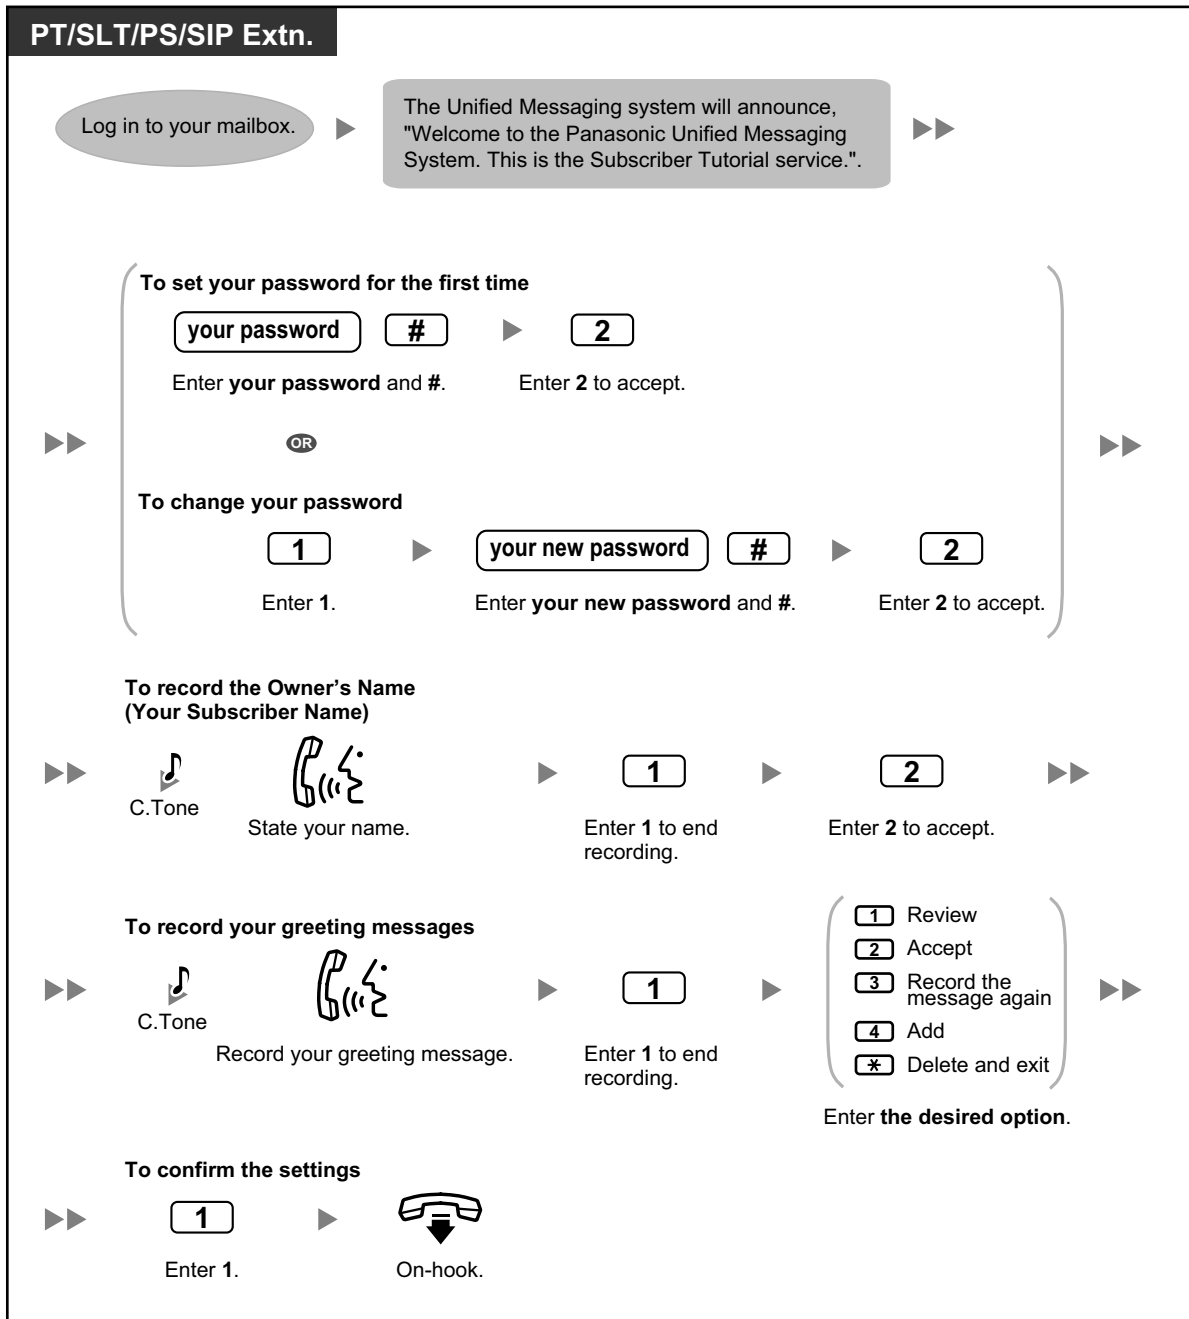 PT/SLT/PS/SIP Extn.
Log in to your mailbox.
The Unified Messaging system will announce,
"Welcome to the Panasonic Unified Messaging
System. This is the Subscriber Tutorial service.".
To set your password for the first time
your password # 2
Enter your password and #. Enter 2 to accept.
OR
To change your password
1 your new password # 2
Enter 1. Enter your new password and #. Enter 2 to accept.
To record the Owner's Name
(Your Subscriber Name)
1 2
C.Tone
State your name. Enter 1 to end Enter 2 to accept.
recording.
To record your greeting messages
1 Review
2 Accept
3 Record the
message again
4 Add
* Delete and exit
1
C.Tone
Record your greeting message. Enter 1 to end
recording.
Enter the desired option.
To confirm the settings
1
Enter 1. On-hook.